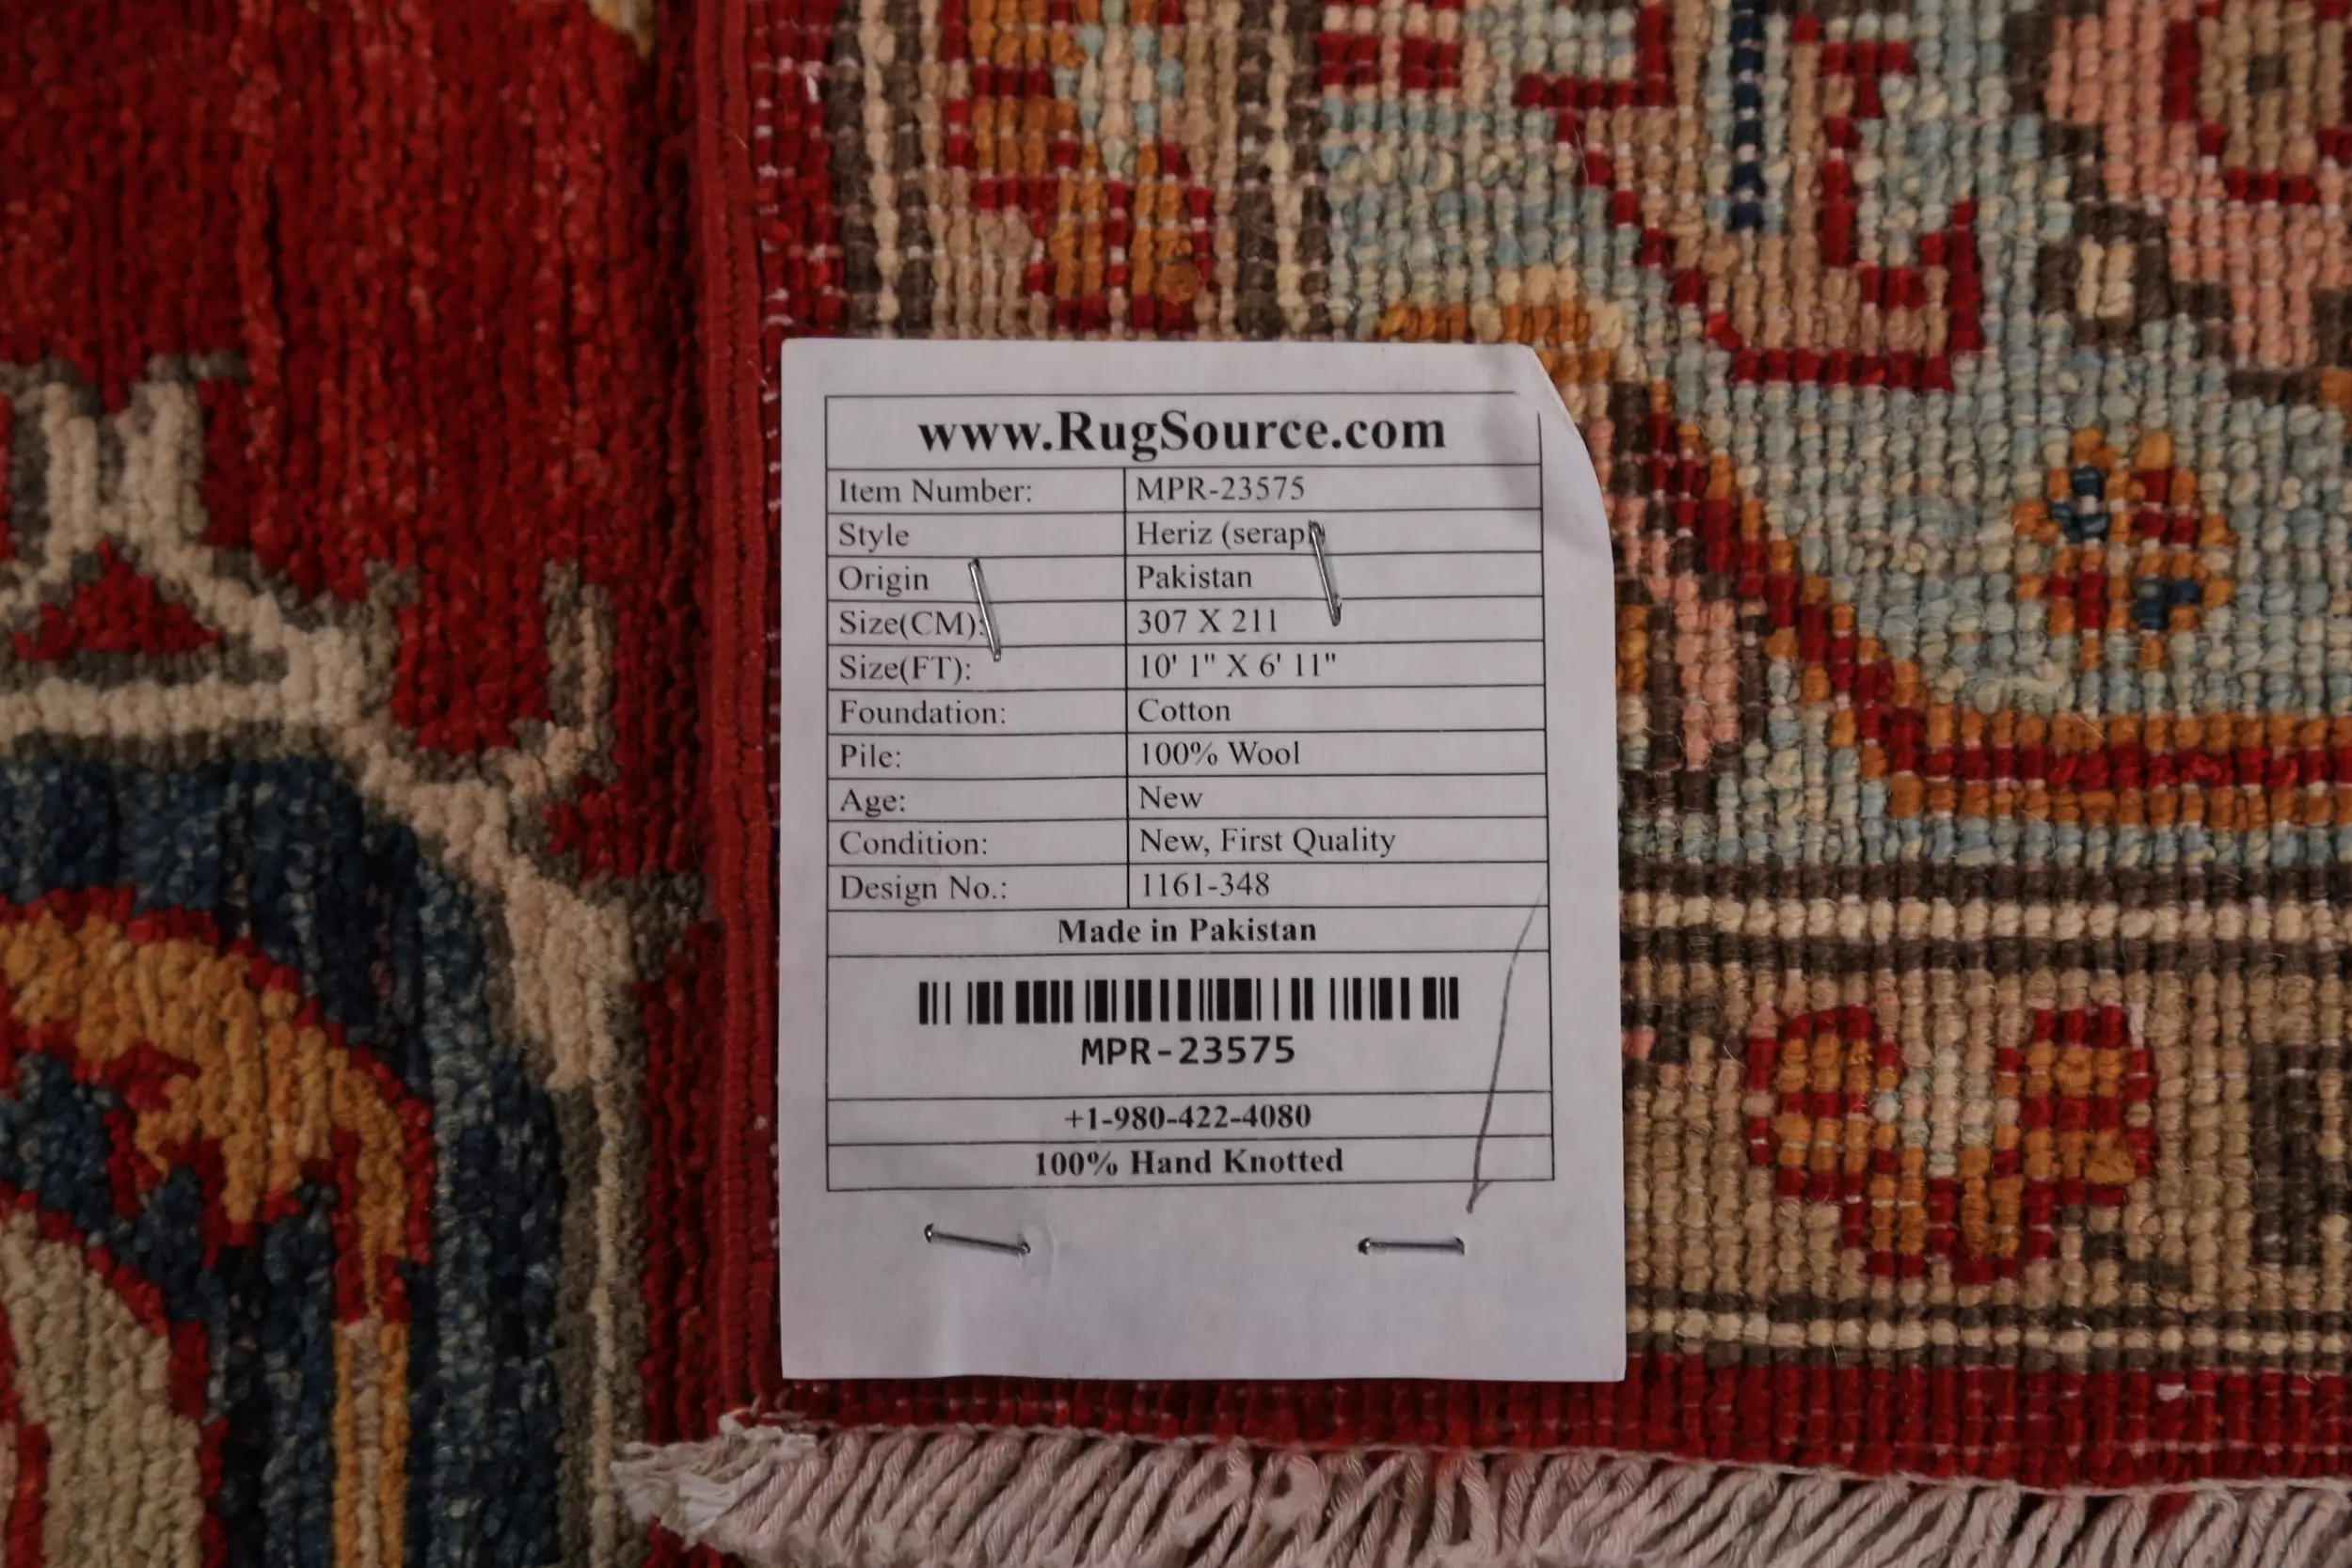 www.RugSource.com
Item Number: MPR-23575
Style Heriz (serap
Origin Pakistan
Size(CM): 307 X 211
Size(FT): 10' 1" X 6' 11"
Foundation: Cotton
Pile: 100% Wool
Age: New
Condition: New, First Quality
Design No.: 1161-348
Made in Pakistan
MPR-23575
+1-980-422-4080
100% Hand Knotted